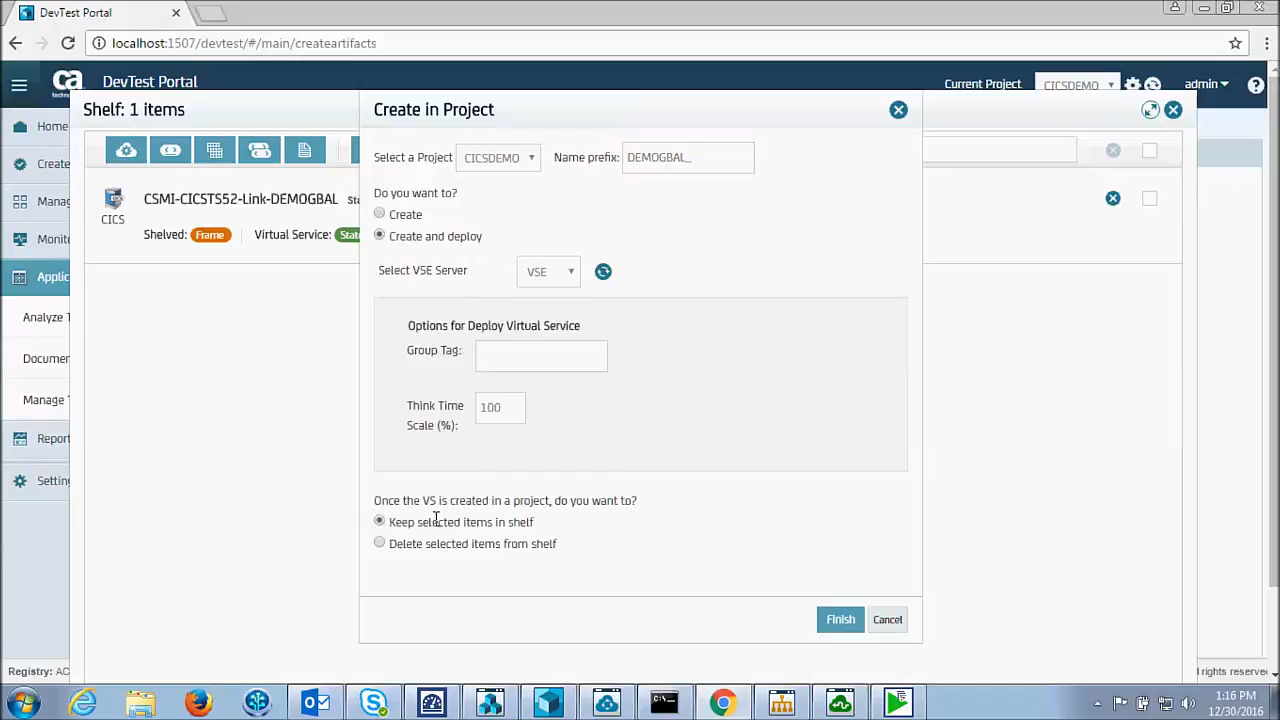 DevTest Portal
localhost:1507/devtest/#/main/createartifacts
ca
DevTest Portal
Current Project
CICSDEMO
admin
Shelf: 1 items
Create in Project
Home
Create
Select a Project
CICSDEMO
Name prefix:
DEMOGBAL_
Do you want to?
Mana
CSMI-CICSTS52-Link-DEMOGBAL
CICS
Create
Monit
Shelved:
Frame
Virtual Service:
Create and deploy
Applic
Select VSE Server
VSE
Analyze T
Options for Deploy Virtual Service
Docume
Group Tag:
Manage T
Think Time
Scale (%):
100
Report
Settin
Once the VS is created in a project, do you want to?
Keep selected items in shelf
Delete selected items from shelf
Finish
Cancel
Registry: AC
rights reserve
1:16 PM
12/30/2016